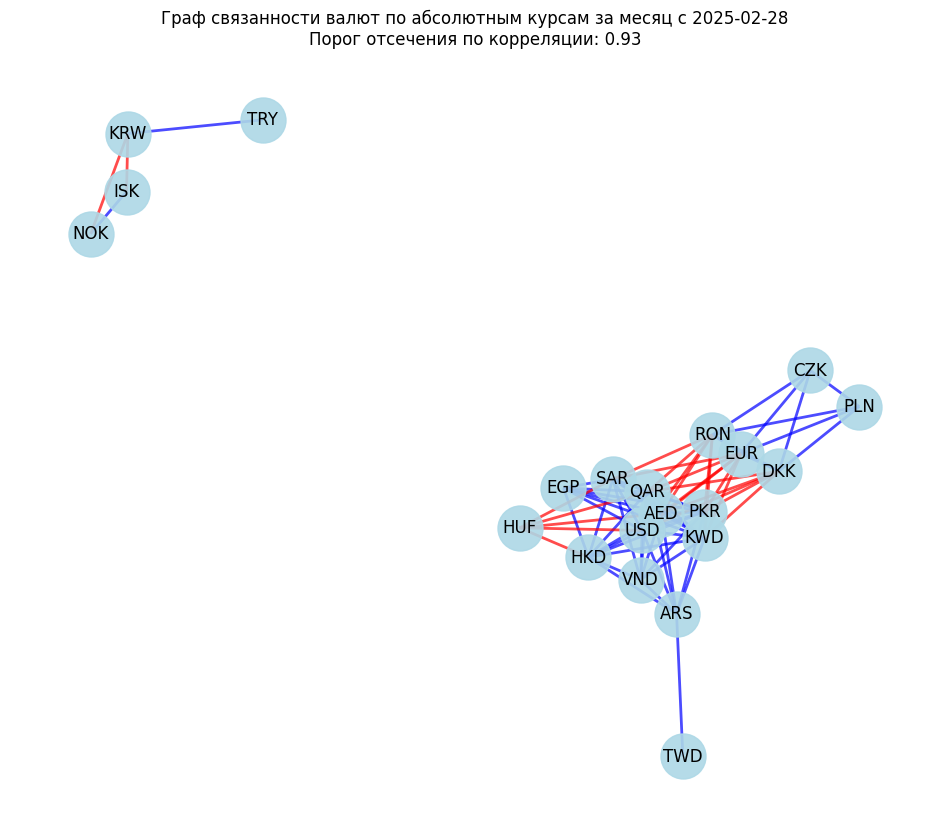 Граф связанности валют по абсолютным курсам за месяц с 2025-02-28
Порог отсечения по корреляции: 0.93
TRY
KRW
ISK
NOK
CZK
PLN
RON
EUR
DKK
SAR
EGP
QAR
AED
PKR
HUF
USD
KWD
HKD
VND
ARS
TWD